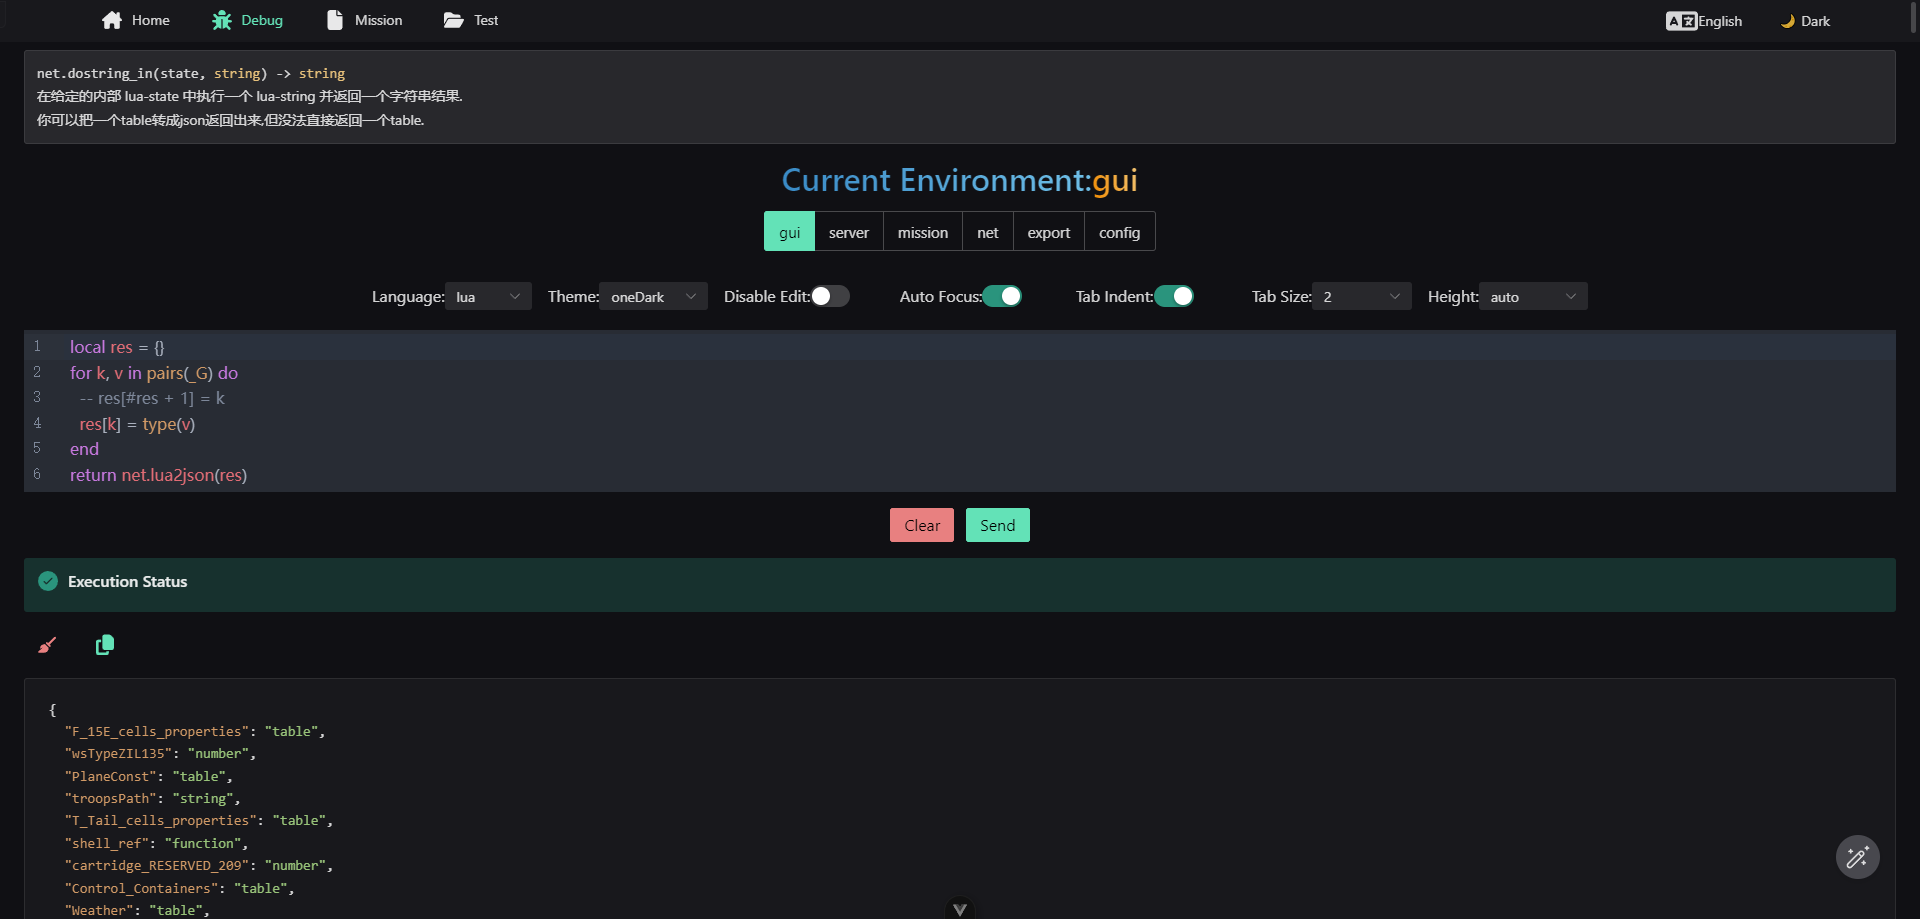 Home Debug Mission Test English Dark
net.dostring_in(state, string) -> string
在给定的内部 lua-state 中执行一个 lua-string 并返回一个字符串结果.
你可以把一个table转成json返回出来,但没法直接返回一个table.
Current Environment:gui
gui server mission net export config
Language: lua Theme: oneDark Disable Edit: Auto Focus: Tab Indent: Tab Size: 2 Height: auto
1 local res = {}
2 for k, v in pairs(_G) do
3 -- res[#res + 1] = k
4 res[k] = type(v)
5 end
6 return net.lua2json(res)
Clear Send
Execution Status
{
"F_15E_cells_properties": "table",
"wsTypeZIL135": "number",
"PlaneConst": "table",
"troopsPath": "string",
"T_Tail_cells_properties": "table",
"shell_ref": "function",
"cartridge_RESERVED_209": "number",
"Control_Containers": "table",
"Weather": "table",